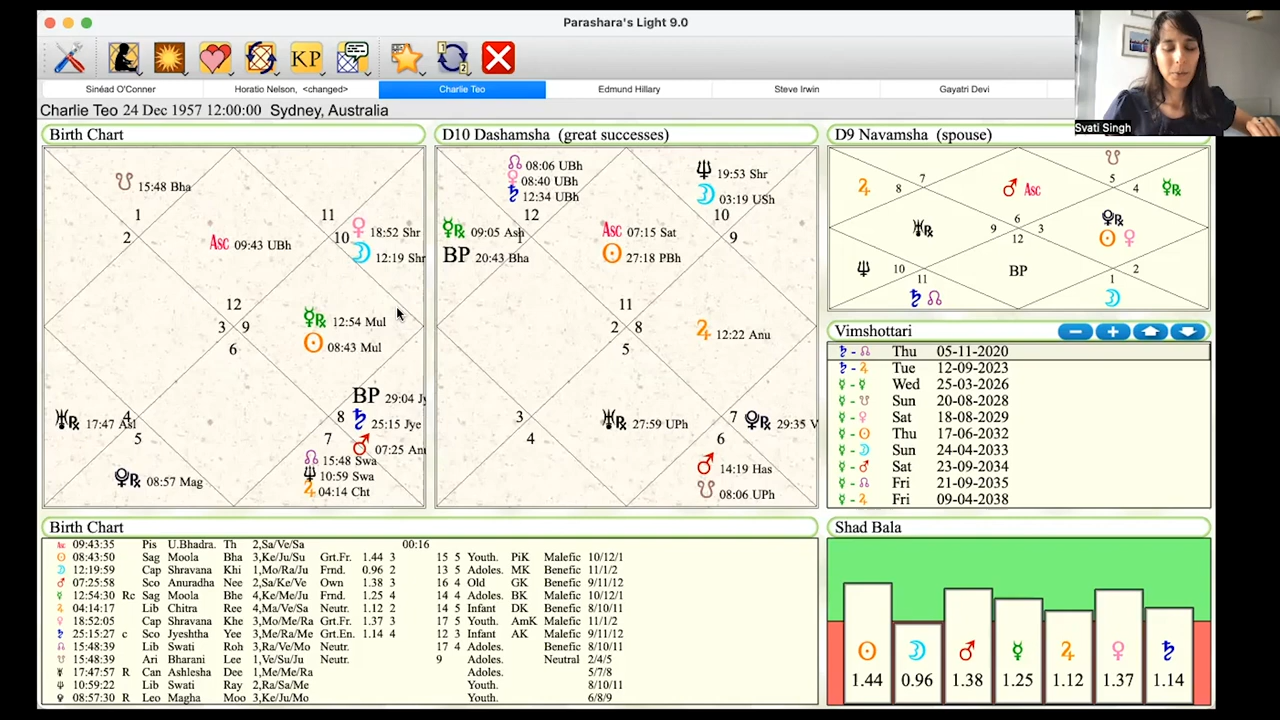 Parashara's Light 9.0
KP
Sinéad O'Conner Horatio Nelson, <changed> Charlie Teo Edmund Hillary Steve Irwin Gayatri Devi
Charlie Teo 24 Dec 1957 12:00:00 Sydney, Australia
Svati Singh
Birth Chart
15:48 Bha
1
2
11
10
18:52 Shr
12:19 Shr
Asc 09:43 UBh
12
3 9
6
12:54 Mul
08:43 Mul
BP 29:04 Jy
25:15 Jye
07:25 Anu
8
7
17:47 Asl
4
5
08:57 Mag
15:48 Swa
10:59 Swa
04:14 Cht
D10 Dashamsha (great successes)
08:06 UBh
08:40 UBh
12:34 UBh
19:53 Shr
03:19 USh
12
1
10
9
09:05 Ash
BP 20:43 Bha
Asc 07:15 Sat
27:18 PBh
11
2 8
5
12:22 Anu
3
4
27:59 UPh
7
6
29:35 V
14:19 Has
08:06 UPh
D9 Navamsha (spouse)
7
8
Asc
5
4
6
9 3
12
10
11
BP
2
1
Vimshottari
Thu 05-11-2020
Tue 12-09-2023
Wed 25-03-2026
Sun 20-08-2028
Sat 18-08-2029
Thu 17-06-2032
Sun 24-04-2033
Sat 23-09-2034
Fri 21-09-2035
Fri 09-04-2038
Birth Chart
Asc 09:43:35 Pis U.Bhadra. Th 2,Sa/Ve/Sa 00:16
08:43:50 Sag Moola Bha 3,Ke/Ju/Su Grt.Fr. 1.44 3 15 5 Youth. PiK Malefic 10/12/1
12:19:59 Cap Shravana Khi 1,Mo/Ra/Ju Frnd. 0.96 2 13 5 Adoles. MK Benefic 11/1/2
07:25:58 Sco Anuradha Nee 2,Sa/Ke/Ve Own 1.38 3 16 4 Old GK Benefic 9/11/12
12:54:30 Rc Sag Moola Bha 4,Ke/Me/Ju Frnd. 1.25 4 14 4 Adoles. BK Malefic 10/12/1
04:14:17 Lib Chitra Ree 4,Ma/Ve/Sa Neutr. 1.12 2 14 5 Infant DK Benefic 8/10/11
18:52:05 Cap Shravana Khe 3,Mo/Me/Ra Grt.Fr. 1.37 3 17 5 Youth. AmK Malefic 11/1/2
25:15:27 c Sco Jyeshtha Yee 3,Me/Ra/Me Grt.En. 1.14 4 12 3 Infant AK Malefic 9/11/12
15:48:39 Lib Swati Roh 3,Ra/Ve/Mo Neutr. 17 4 Adoles. Benefic 8/10/11
15:48:39 Ari Bharani Lee 1,Ve/Su/Ju Neutr. 9 Adoles. Neutral 2/4/5
17:47:57 R Can Ashlesha Dee 1,Me/Me/Ra Adoles. 5/7/8
10:59:22 Lib Swati Ray 2,Ra/Sa/Me Youth. 8/10/11
08:57:30 R Leo Magha Moo 3,Ke/Ju/Mo Youth. 6/8/9
Shad Bala
1.44 0.96 1.38 1.25 1.12 1.37 1.14